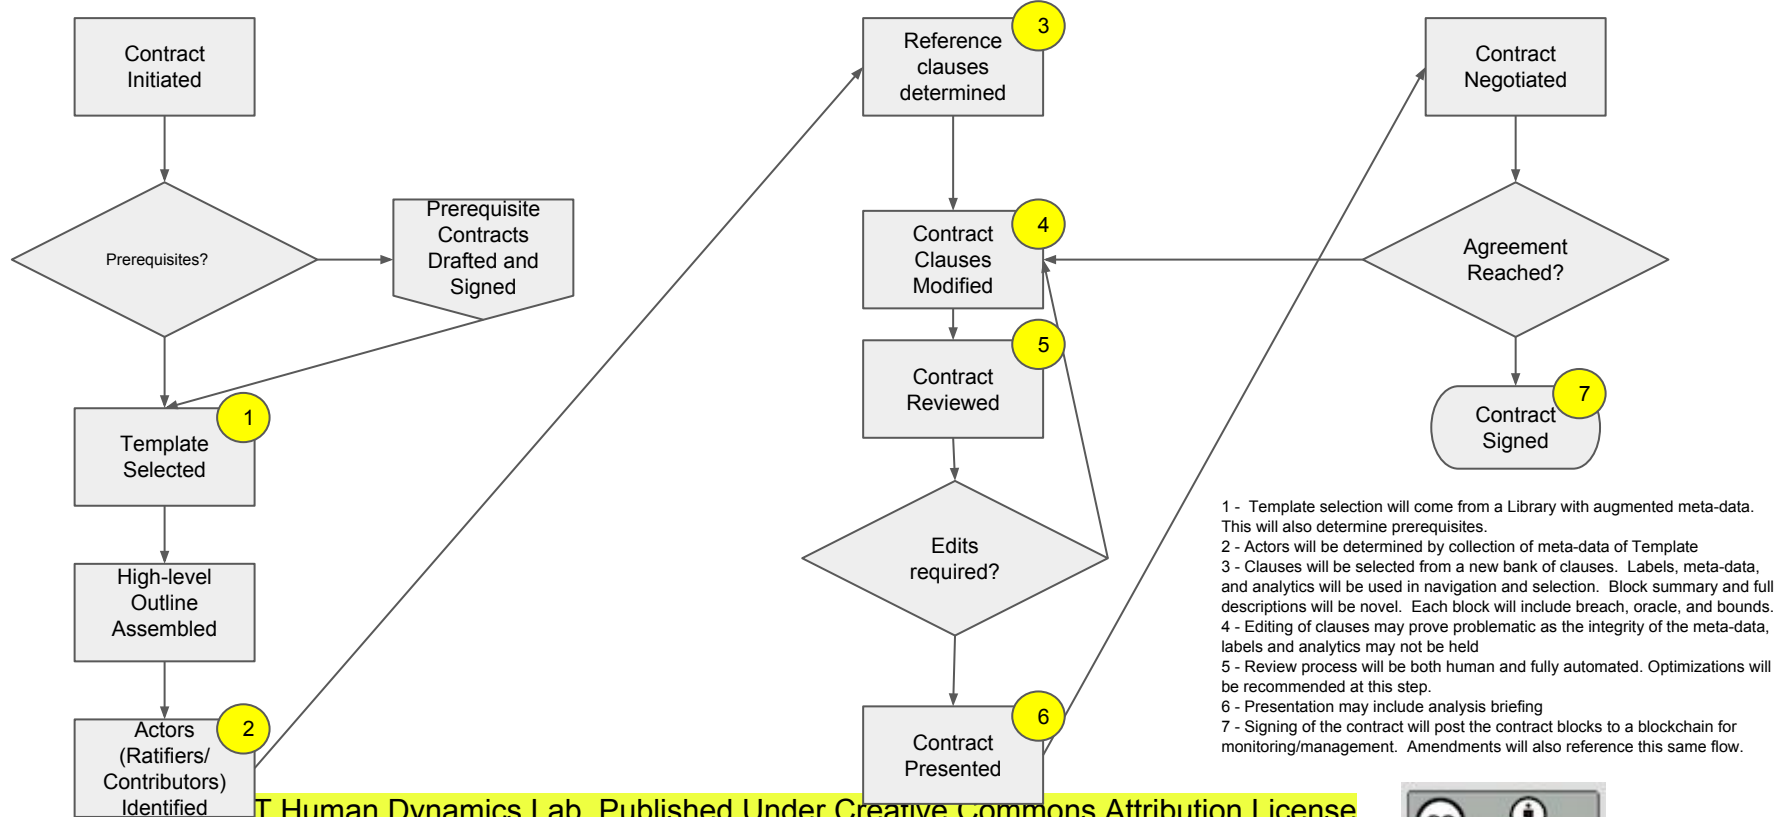 Contract
Initiated
Prerequisites?
Prerequisite
Contracts
Drafted and
Signed
1
Template
Selected
High-level
Outline
Assembled
2
Actors
(Ratifiers/
Contributors)
Identified
3
Reference
clauses
determined
4
Contract
Clauses
Modified
5
Contract
Reviewed
Edits
required?
6
Contract
Presented
Contract
Negotiated
Agreement
Reached?
7
Contract
Signed
1 -  Template selection will come from a Library with augmented meta-data.
This will also determine prerequisites.
2 - Actors will be determined by collection of meta-data of Template
3 - Clauses will be selected from a new bank of clauses.  Labels, meta-data,
and analytics will be used in navigation and selection.  Block summary and full
descriptions will be novel.  Each block will include breach, oracle, and bounds.
4 - Editing of clauses may prove problematic as the integrity of the meta-data,
labels and analytics may not be held
5 - Review process will be both human and fully automated. Optimizations will
be recommended at this step.
6 - Presentation may include analysis briefing
7 - Signing of the contract will post the contract blocks to a blockchain for
monitoring/management.  Amendments will also reference this same flow.
T Human Dynamics Lab  Published Under Creative Commons Attribution License